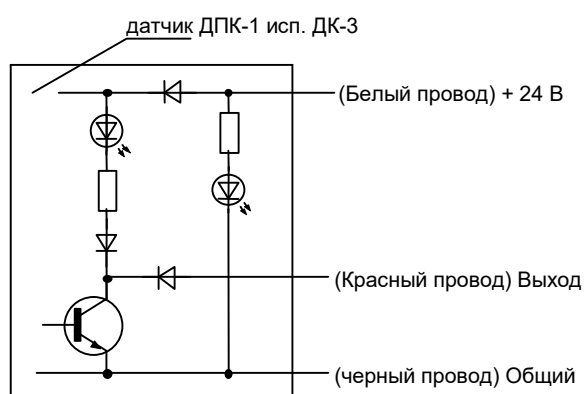 датчик ДПК-1 исп. ДК-3
(Белый провод) + 24 В
(Красный провод) Выход
(черный провод) Общий